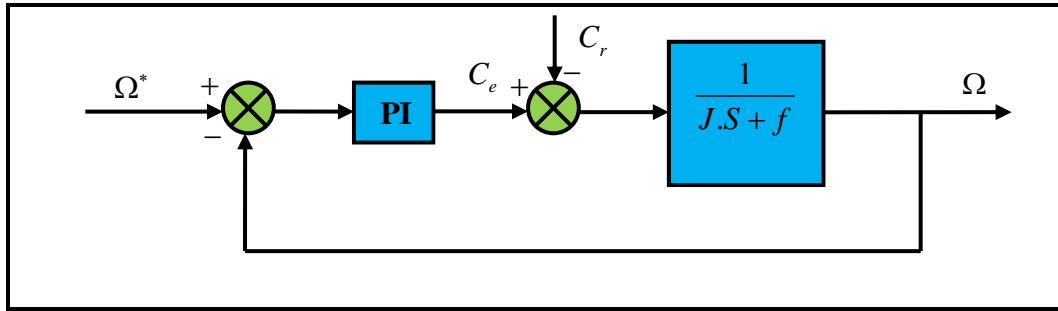 Ω*
+
−
PI
C_e
+
C_r
−
1
J.S + f
Ω